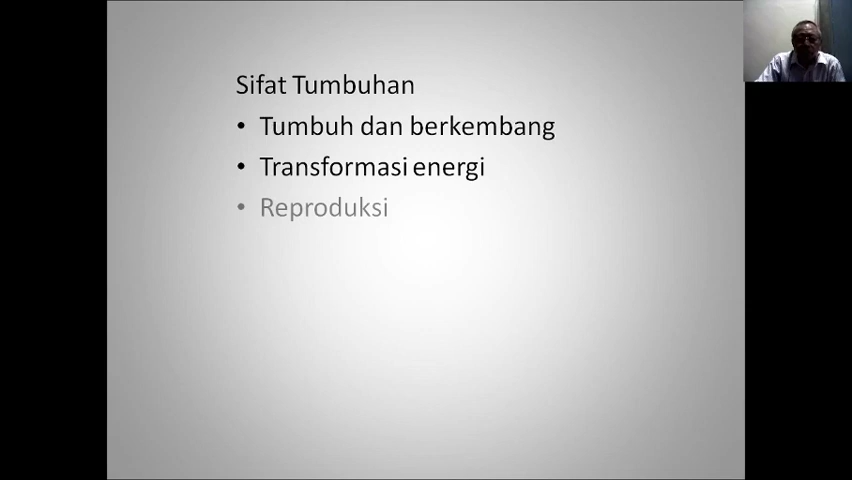 Sifat Tumbuhan
• Tumbuh dan berkembang
• Transformasi energi
• Reproduksi